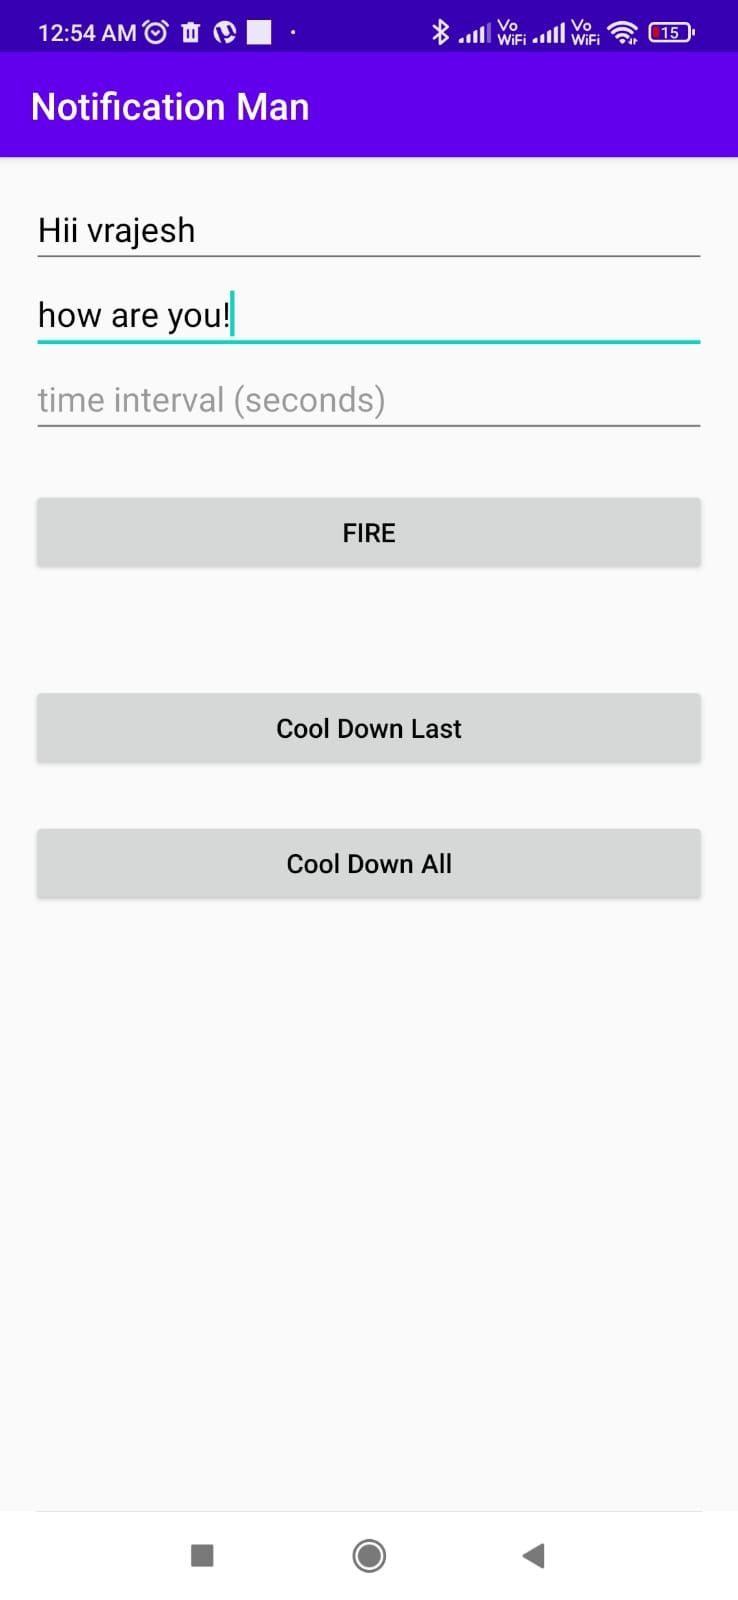 12:54 AM Vo WiFi Vo WiFi 15
Notification Man
Hii vrajesh
how are you!
time interval (seconds)
FIRE
Cool Down Last
Cool Down All